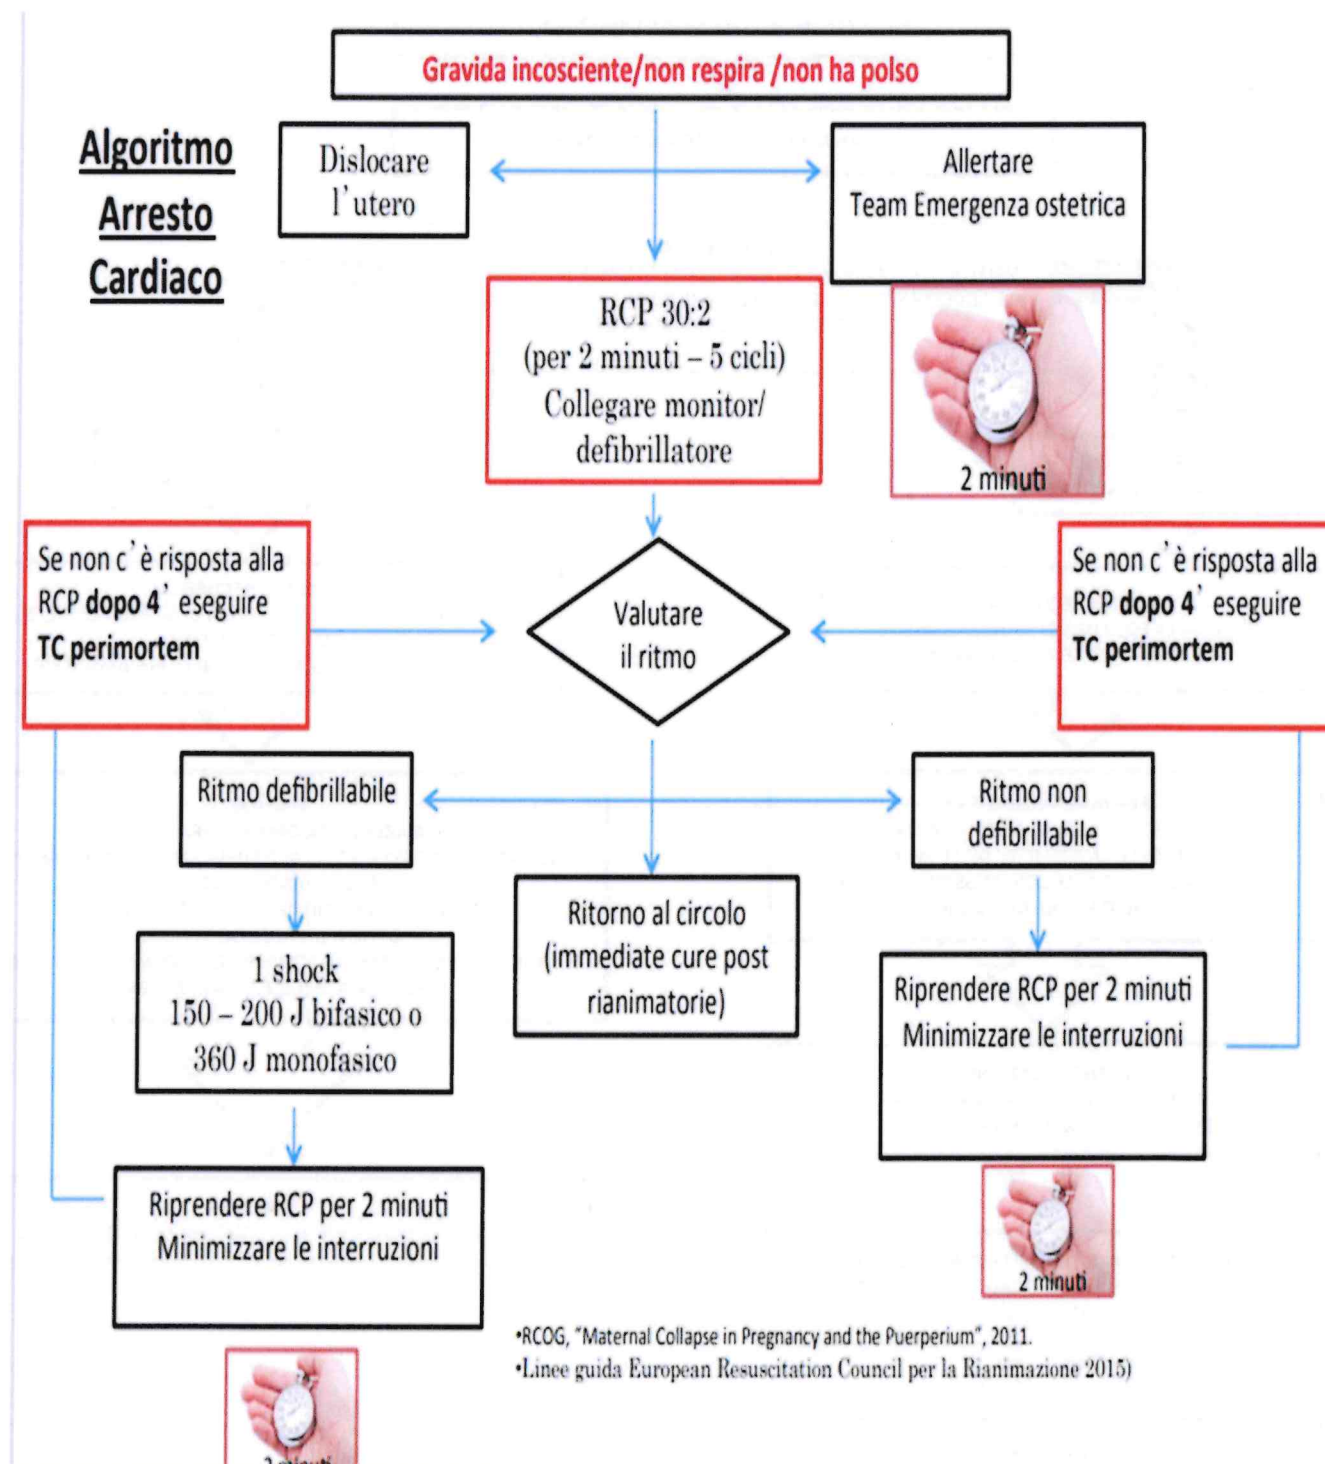 Gravida incosciente/non respira /non ha polso
Algoritmo
Arresto
Cardiaco
Dislocare
l'utero
Allertare
Team Emergenza ostetrica
RCP 30:2
(per 2 minuti – 5 cicli)
Collegare monitor/
defibrillatore
2 minuti
Se non c'è risposta alla
RCP dopo 4' eseguire
TC perimortem
Valutare
il ritmo
Se non c'è risposta alla
RCP dopo 4' eseguire
TC perimortem
Ritmo defibrillabile
Ritmo non
defibrillabile
1 shock
150 – 200 J bifasico o
360 J monofasico
Ritorno al circolo
(immediate cure post
rianimatorie)
Riprendere RCP per 2 minuti
Minimizzare le interruzioni
Riprendere RCP per 2 minuti
Minimizzare le interruzioni
2 minuti
•RCOG, "Maternal Collapse in Pregnancy and the Puerperium", 2011.
•Linee guida European Resuscitation Council per la Rianimazione 2015)
2 minuti